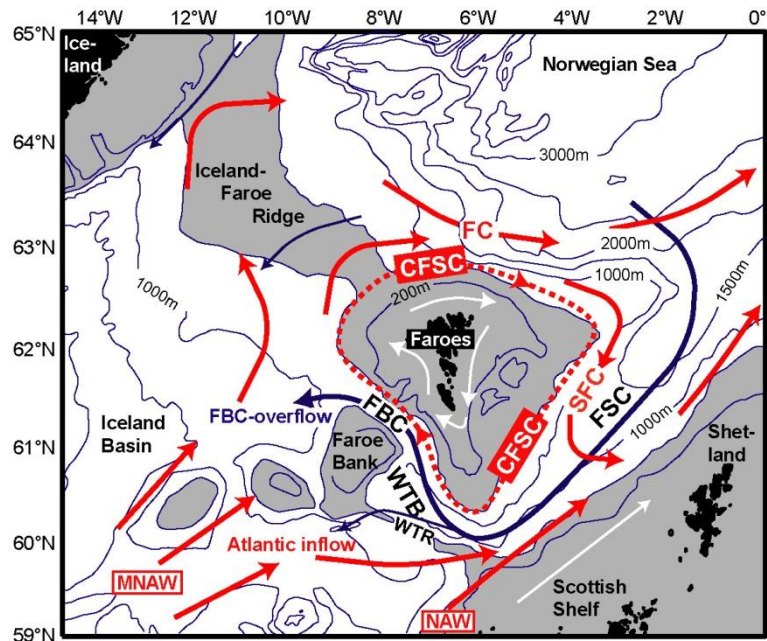 14°W 12°W 10°W 8°W 6°W 4°W 2°W 0°
65°N
64°N
63°N
62°N
61°N
60°N
59°N
Ice-
land
Norwegian Sea
3000m
Iceland-
Faroe
Ridge
FC
2000m
1000m
1500m
CFSC
200m
1000m
Faroes
SFC
FSC
1000m
FBC-overflow
FBC
Iceland
Basin
Faroe
Bank
CFSC
Shet-
land
WTB
WTR
Atlantic inflow
MNAW
NAW
Scottish
Shelf